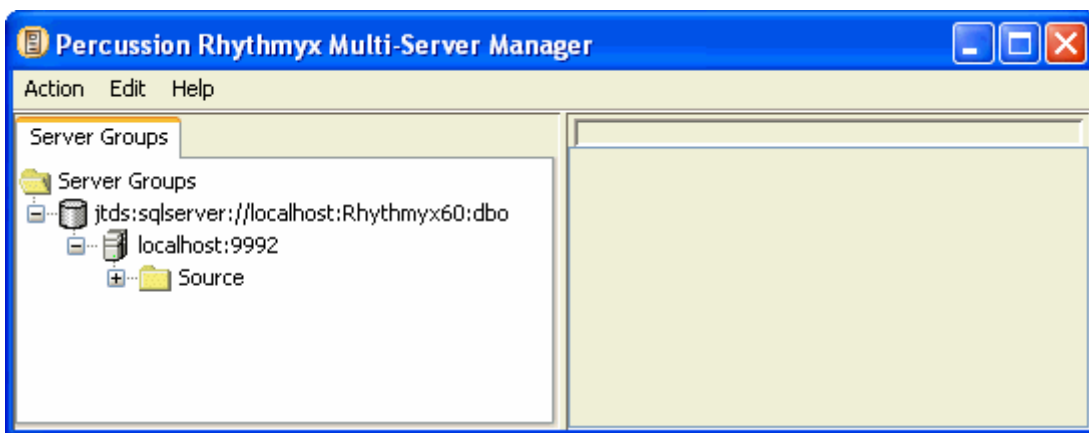 Percussion Rhythmyx Multi-Server Manager
Action Edit Help
Server Groups
Server Groups
jtds:sqlserver://localhost:Rhythmyx60:dbo
localhost:9992
Source